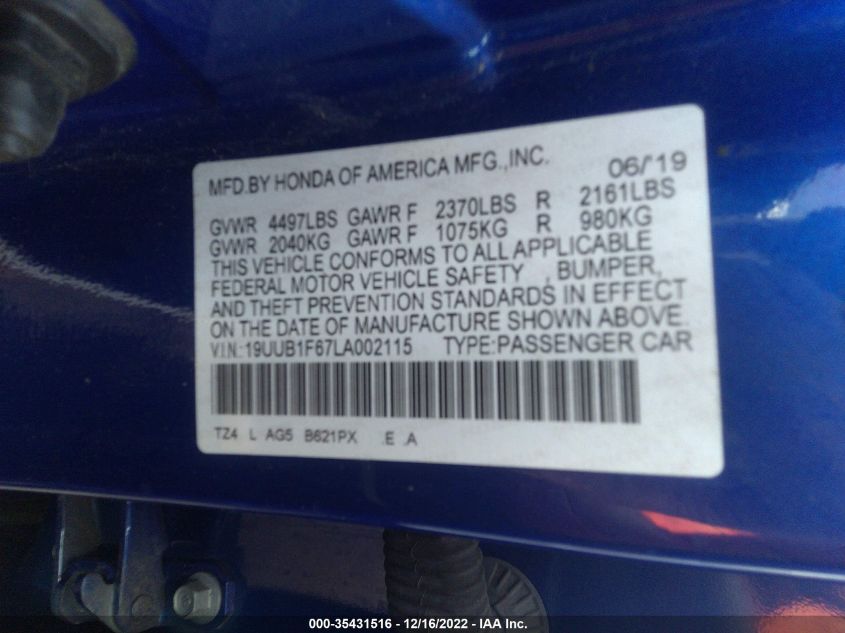 MFD.BY HONDA OF AMERICA MFG.,INC. 06/'19
GVWR 4497LBS GAWR F 2370LBS R 2161LBS
GVWR 2040KG GAWR F 1075KG R 980KG
THIS VEHICLE CONFORMS TO ALL APPLICABLE
FEDERAL MOTOR VEHICLE SAFETY , BUMPER,
AND THEFT PREVENTION STANDARDS IN EFFECT
ON THE DATE OF MANUFACTURE SHOWN ABOVE.
V.I.N.:19UUB1F67LA002115 TYPE:PASSENGER CAR
TZ4 L AG5 B621PX .E .A
000-35431516 - 12/16/2022 - IAA Inc.